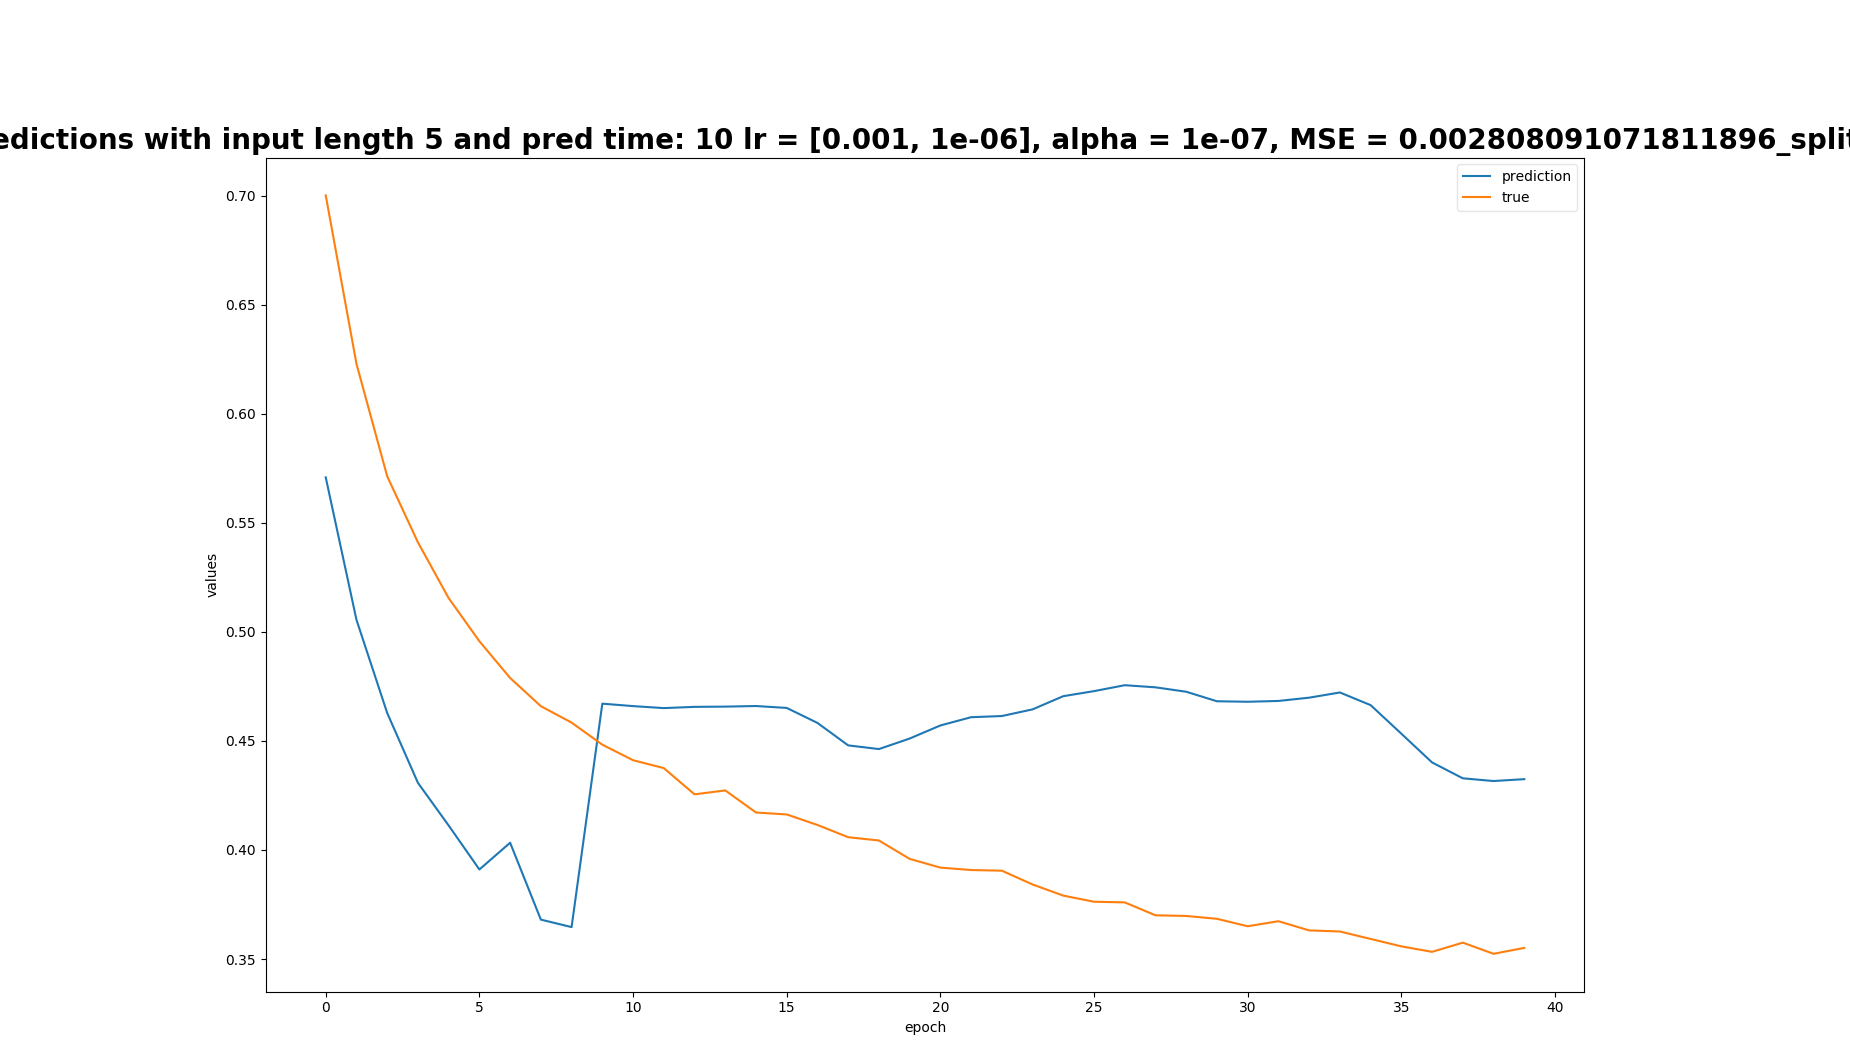 edictions with input length 5 and pred time: 10 lr = [0.001, 1e-06], alpha = 1e-07, MSE = 0.002808091071811896_split
prediction
true
0.70
0.65
0.60
0.55
0.50
0.45
0.40
0.35
values
0 5 10 15 20 25 30 35 40
epoch